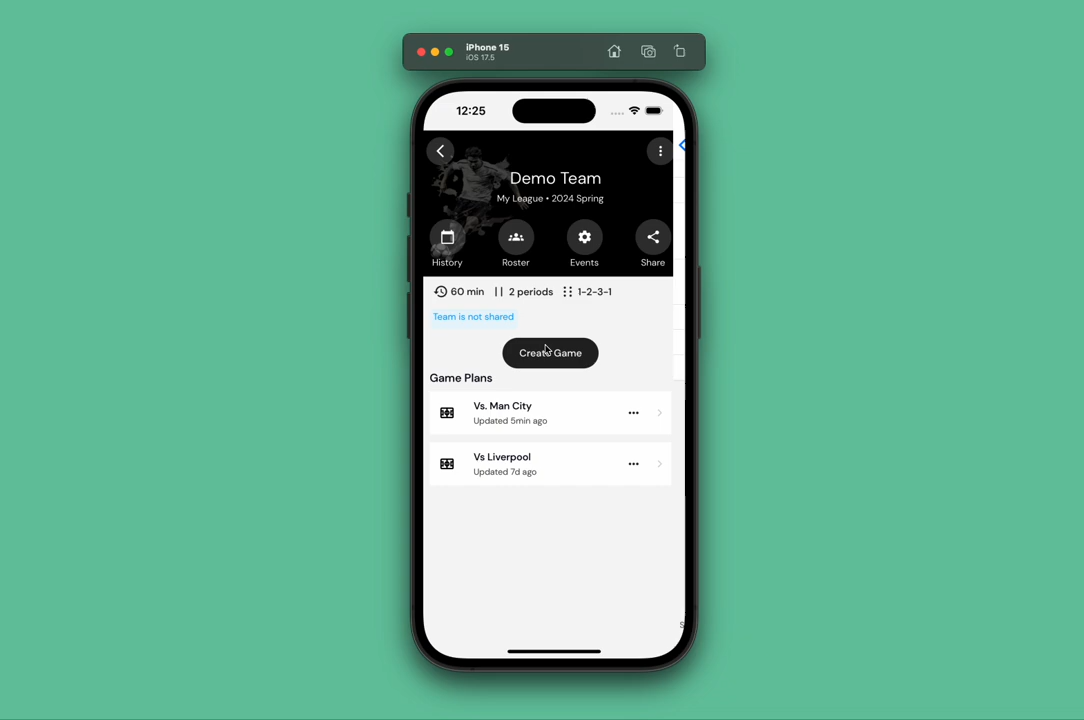 iPhone 15
iOS 17.5
12:25
Demo Team
My League • 2024 Spring
History Roster Events Share
60 min 2 periods 1-2-3-1
Team is not shared
Create Game
Game Plans
Vs. Man City
Updated 5min ago
Vs Liverpool
Updated 7d ago
S